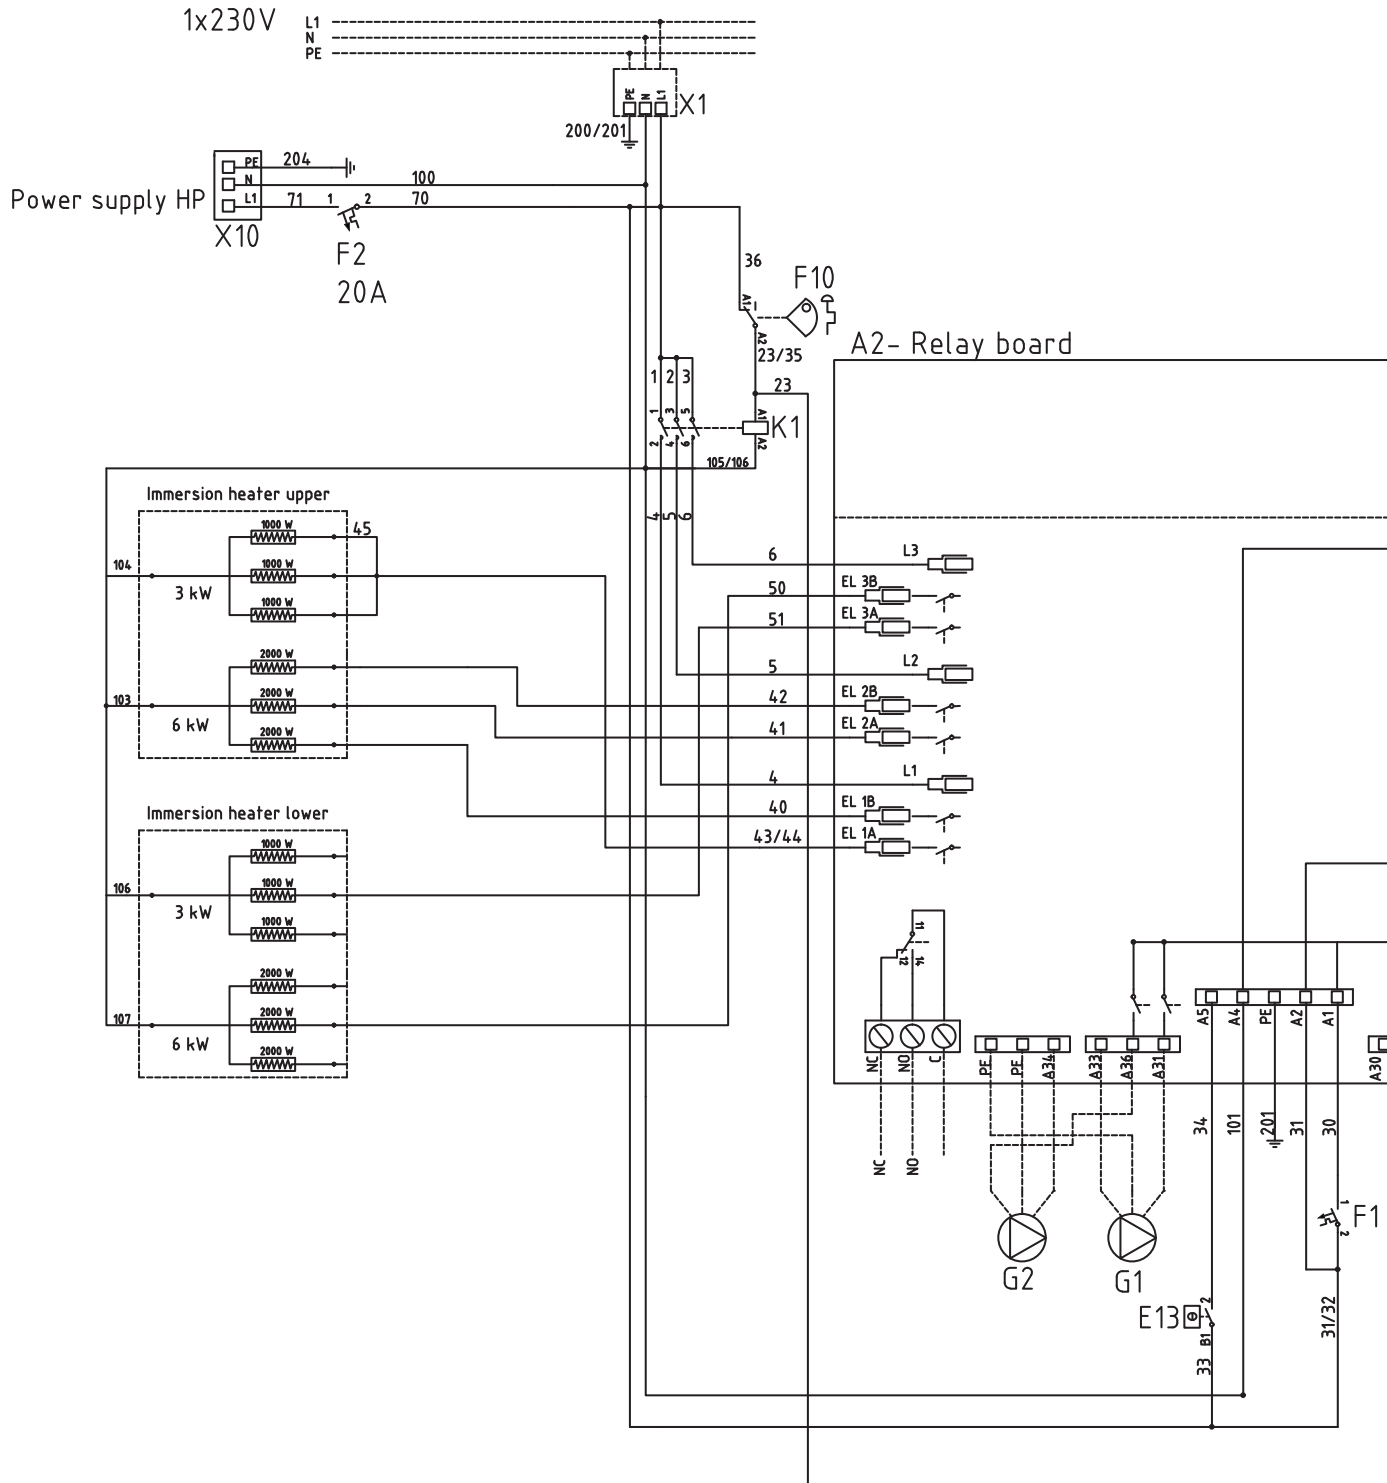 1x230V
L1
N
PE
PE
N
L1
X1
200/201
PE
204
N
100
Power supply HP
L1
71
1
2
70
X10
F2
20A
36
F10
A1
A2
23/35
A2- Relay board
1
2
3
23
1
3
5
A1
K1
2
4
6
A2
105/106
Immersion heater upper
4
5
6
1000 W
45
104
1000 W
3 kW
1000 W
2000 W
103
2000 W
6 kW
2000 W
6
L3
50
EL 3B
51
EL 3A
5
L2
42
EL 2B
41
EL 2A
4
L1
40
EL 1B
43/44
EL 1A
Immersion heater lower
1000 W
106
1000 W
3 kW
1000 W
2000 W
107
2000 W
6 kW
2000 W
11
12
14
NC
NO
C
PE
PE
A34
A33
A36
A31
A5
A4
PE
A2
A1
A30
NC
NO
34
101
201
31
30
1
F1
2
G2
G1
2
E13
B1
33
31/32